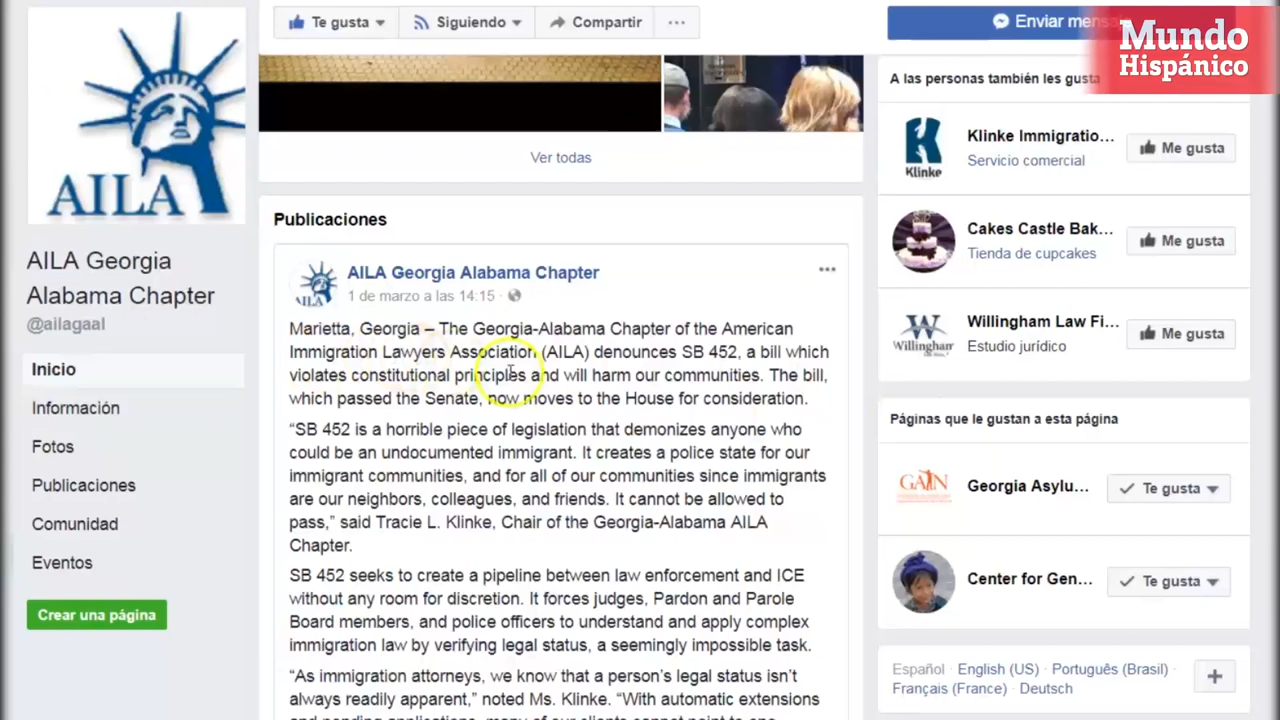 AILA
AILA Georgia
Alabama Chapter
@ailagaal
Inicio
Información
Fotos
Publicaciones
Comunidad
Eventos
Crear una página
Te gusta
Siguiendo
Compartir
Ver todas
Publicaciones
AILA
AILA Georgia Alabama Chapter
1 de marzo a las 14:15 ·
Marietta, Georgia – The Georgia-Alabama Chapter of the American
Immigration Lawyers Association (AILA) denounces SB 452, a bill which
violates constitutional principles and will harm our communities. The bill,
which passed the Senate, now moves to the House for consideration.
“SB 452 is a horrible piece of legislation that demonizes anyone who
could be an undocumented immigrant. It creates a police state for our
immigrant communities, and for all of our communities since immigrants
are our neighbors, colleagues, and friends. It cannot be allowed to
pass,” said Tracie L. Klinke, Chair of the Georgia-Alabama AILA
Chapter.
SB 452 seeks to create a pipeline between law enforcement and ICE
without any room for discretion. It forces judges, Pardon and Parole
Board members, and police officers to understand and apply complex
immigration law by verifying legal status, a seemingly impossible task.
“As immigration attorneys, we know that a person’s legal status isn’t
always readily apparent,” noted Ms. Klinke. “With automatic extensions
Enviar
Mundo
Hispánico
A las personas también les gusta
Klinke
Klinke Immigratio...
Servicio comercial
Me gusta
Cakes Castle Bak...
Tienda de cupcakes
Me gusta
Willingham
Willingham Law Fi...
Estudio jurídico
Me gusta
Páginas que le gustan a esta página
GAIN
Georgia Asylu...
Te gusta
Center for Gen...
Te gusta
Español · English (US) · Português (Brasil) ·
Français (France) · Deutsch